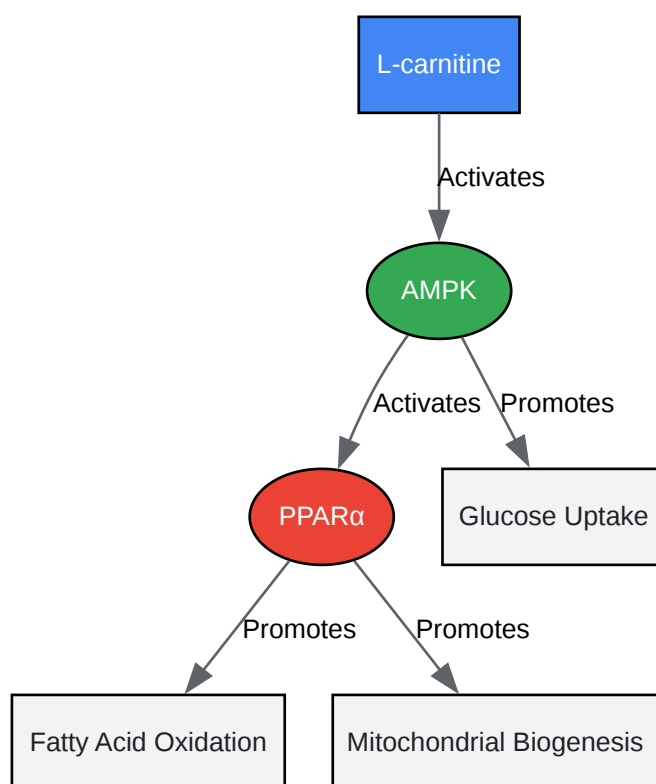 L-carnitine
Activates
AMPK
Activates
Promotes
PPARα
Glucose Uptake
Promotes
Promotes
Fatty Acid Oxidation
Mitochondrial Biogenesis